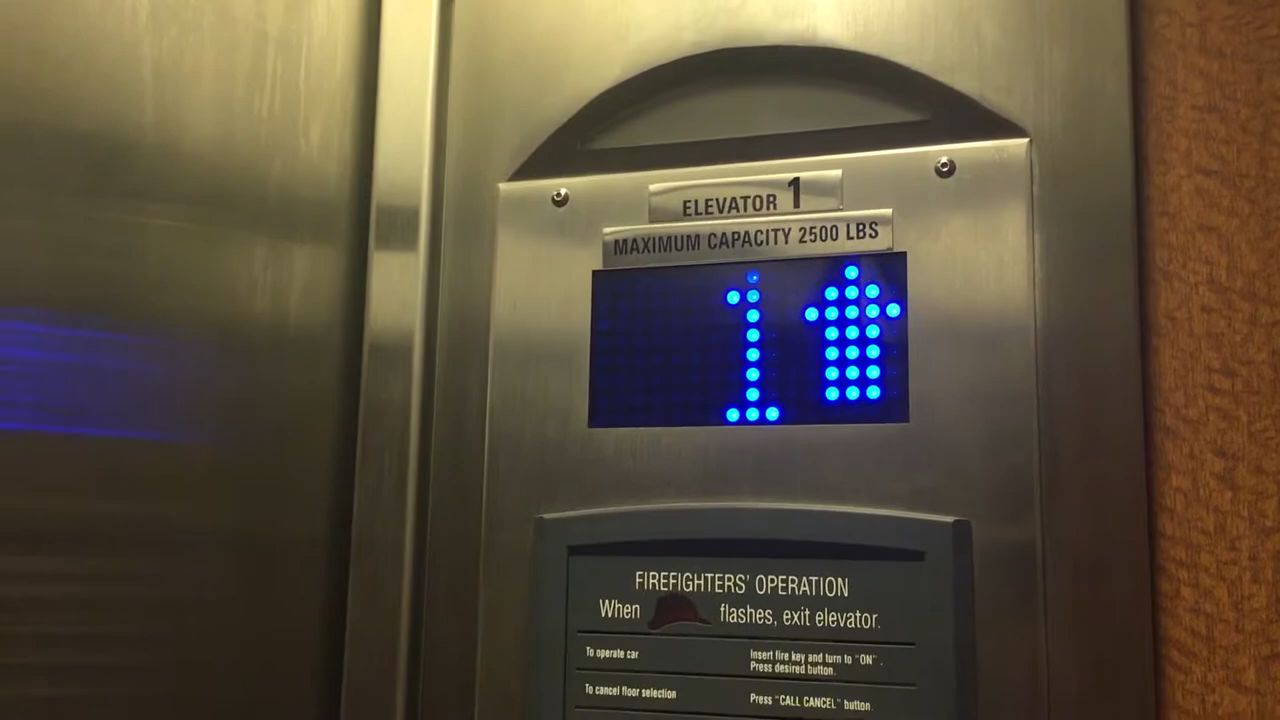 ELEVATOR 1
MAXIMUM CAPACITY 2500 LBS
1
FIREFIGHTERS' OPERATION
When flashes, exit elevator.
To operate car
Insert fire key and turn to "ON".
Press desired button.
To cancel floor selection
Press "CALL CANCEL" button.